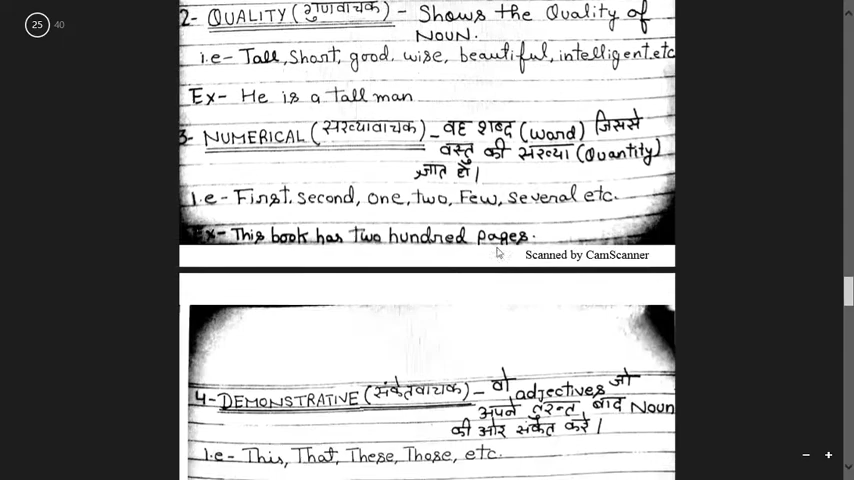 25 40
2- QUALITY (गुणवाचक) - Shows the Quality of
NOUN.
i.e- Tall, Short, good, wise, beautiful, intelligent.etc
Ex- He is a tall man
3- NUMERICAL (सख्यावाचक) - वह शब्द (word) जिससे
वस्तु की सख्या (Quantity)
ज्ञात हो।
i.e- First, second, one, two, Few, several etc.
Ex- This book has two hundred pages.
Scanned by CamScanner
4- DEMONSTRATIVE (संकेतवाचक) - वो adjectives जो
अपने तुरन्त बाद NOUN
की ओर संकेत करें।
i.e- This, That, These, Those, etc.